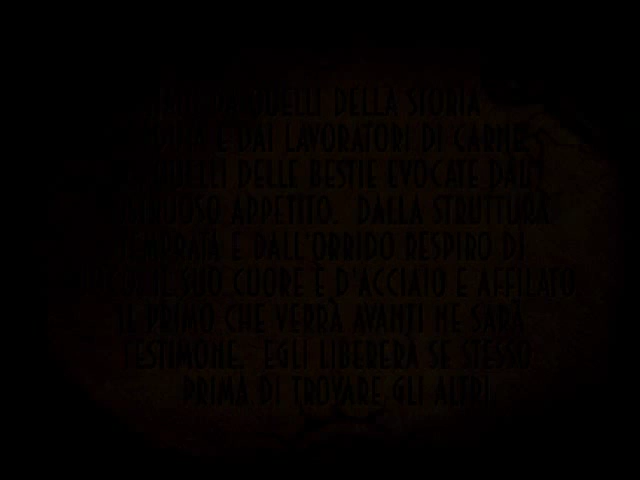 QUELLI DELLA STORIA
E DAI LAVORATORI DI CARNE
QUELLI DELLE BESTIE EVOCATE DALL'
APPETITO. DALLA STRUTTURA
E DALL'ORRIDO RESPIRO DI
SUO CUORE È D'ACCIAIO E AFFILATO
IL PRIMO CHE VERRÀ AVANTI NE SARÀ
TESTIMONE. EGLI LIBERERÀ SE STESSO
PRIMA DI TROVARE GLI ALTRI.